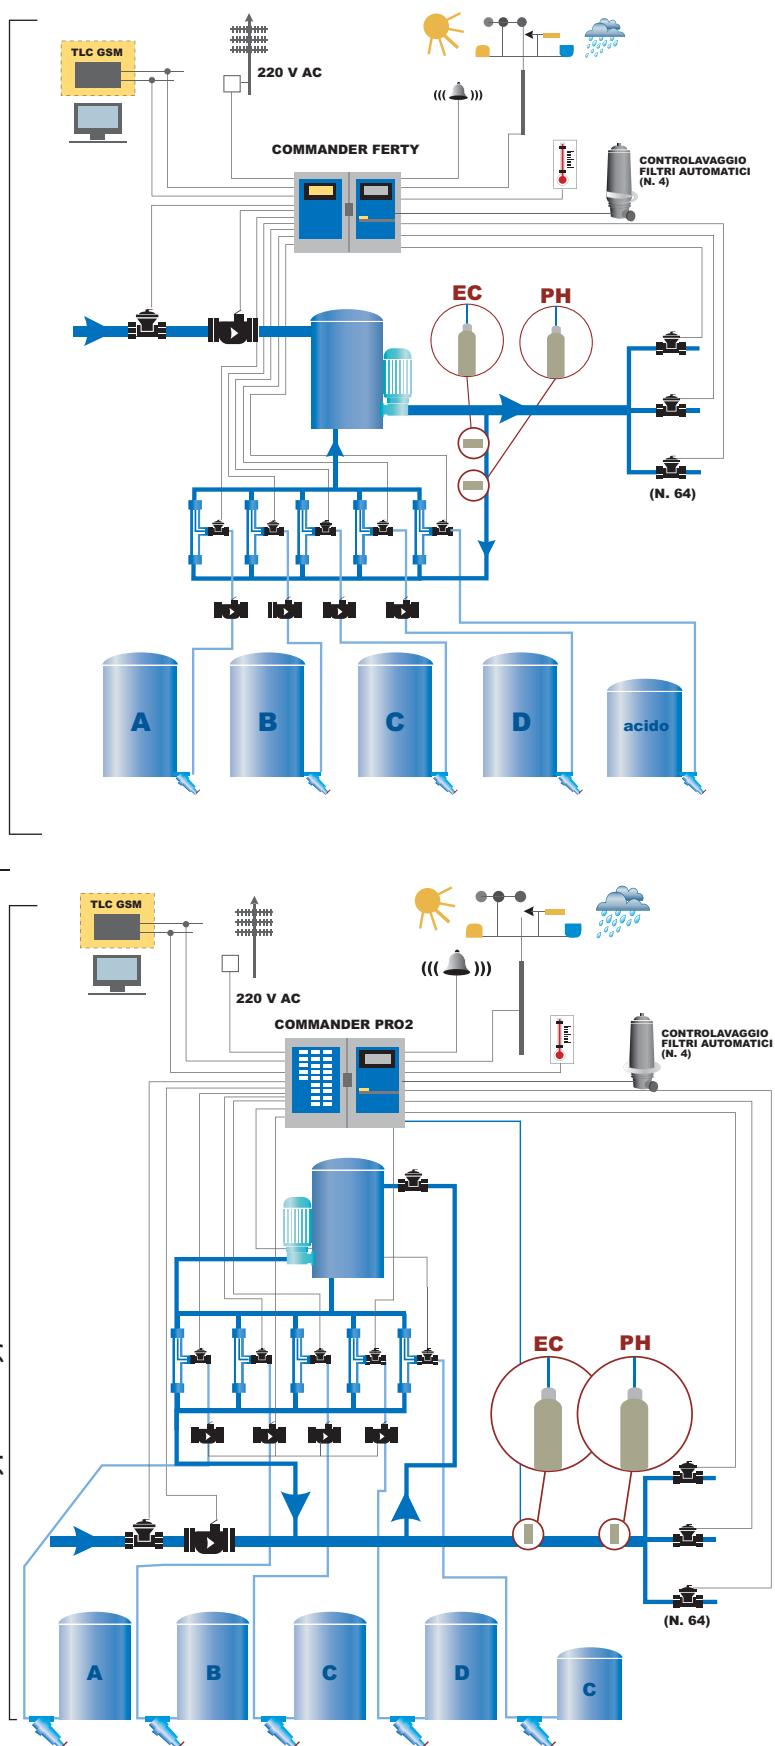 TLC GSM
220 V AC
((( )))
COMMANDER FERTY
CONTROLAVAGGIO
FILTRI AUTOMATICI
(N. 4)
EC
PH
(N. 64)
A
B
C
D
acido
TLC GSM
220 V AC
((( )))
COMMANDER PRO2
CONTROLAVAGGIO
FILTRI AUTOMATICI
(N. 4)
EC
PH
(N. 64)
A
B
C
D
C